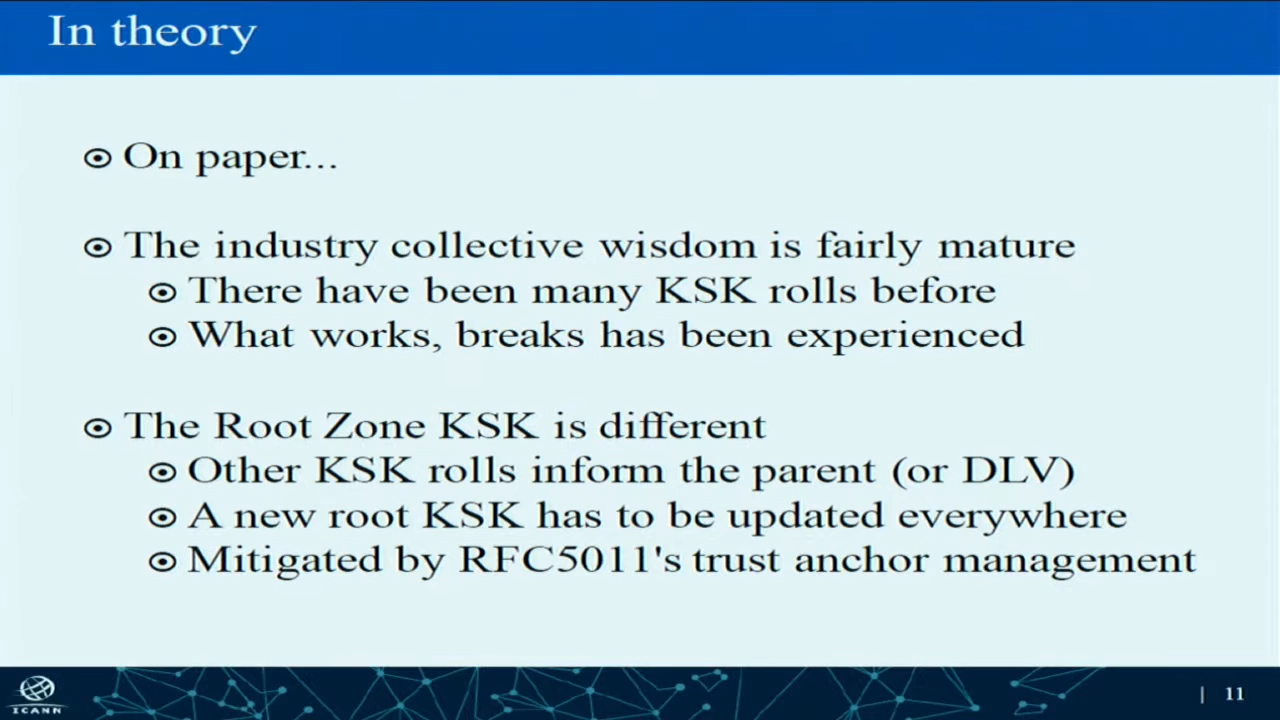 In theory
On paper...
The industry collective wisdom is fairly mature
There have been many KSK rolls before
What works, breaks has been experienced
The Root Zone KSK is different
Other KSK rolls inform the parent (or DLV)
A new root KSK has to be updated everywhere
Mitigated by RFC5011's trust anchor management
ICANN
| 11